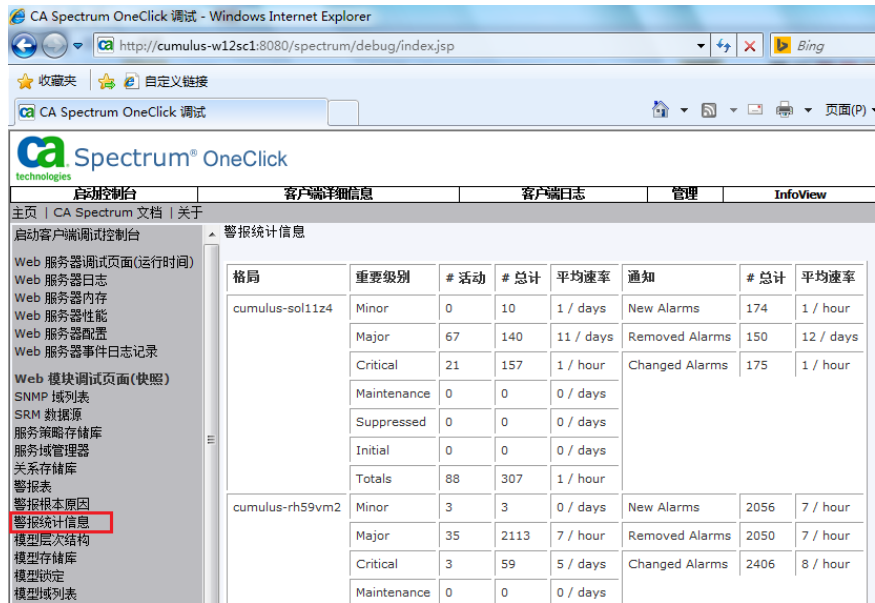 CA Spectrum OneClick 调试 - Windows Internet Explorer
http://cumulus-w12sc1:8080/spectrum/debug/index.jsp
Bing
收藏夹
自定义链接
CA Spectrum OneClick 调试
页面(P)
ca technologies
Spectrum® OneClick
启动控制台 客户端详细信息 客户端日志 管理 InfoView
主页 | CA Spectrum 文档 | 关于
启动客户端调试控制台
Web 服务器调试页面(运行时间)
Web 服务器日志
Web 服务器内存
Web 服务器性能
Web 服务器配置
Web 服务器事件日志记录
Web 模块调试页面(快照)
SNMP 域列表
SRM 数据源
服务策略存储库
服务域管理器
关系存储库
警报表
警报根本原因
警报统计信息
模型层次结构
模型存储库
模型锁定
模型域列表
警报统计信息
格局 重要级别 # 活动 # 总计 平均速率 通知 # 总计 平均速率
cumulus-sol11z4 Minor 0 10 1 / days New Alarms 174 1 / hour
Major 67 140 11 / days Removed Alarms 150 12 / days
Critical 21 157 1 / hour Changed Alarms 175 1 / hour
Maintenance 0 0 0 / days
Suppressed 0 0 0 / days
Initial 0 0 0 / days
Totals 88 307 1 / hour
cumulus-rh59vm2 Minor 3 3 0 / days New Alarms 2056 7 / hour
Major 35 2113 7 / hour Removed Alarms 2050 7 / hour
Critical 3 59 5 / days Changed Alarms 2406 8 / hour
Maintenance 0 0 0 / days